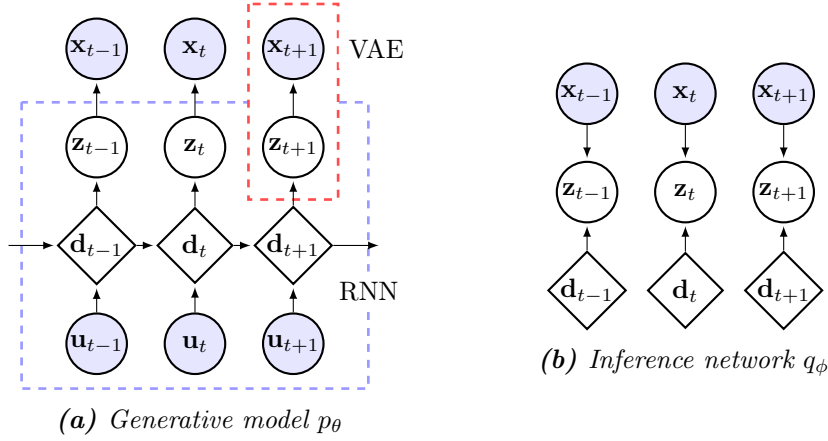 x_{t−1} x_t x_{t+1} VAE
z_{t−1} z_t z_{t+1}
d_{t−1} d_t d_{t+1}
RNN
u_{t−1} u_t u_{t+1}
(a) Generative model p_θ
x_{t−1} x_t x_{t+1}
z_{t−1} z_t z_{t+1}
d_{t−1} d_t d_{t+1}
(b) Inference network q_ϕ